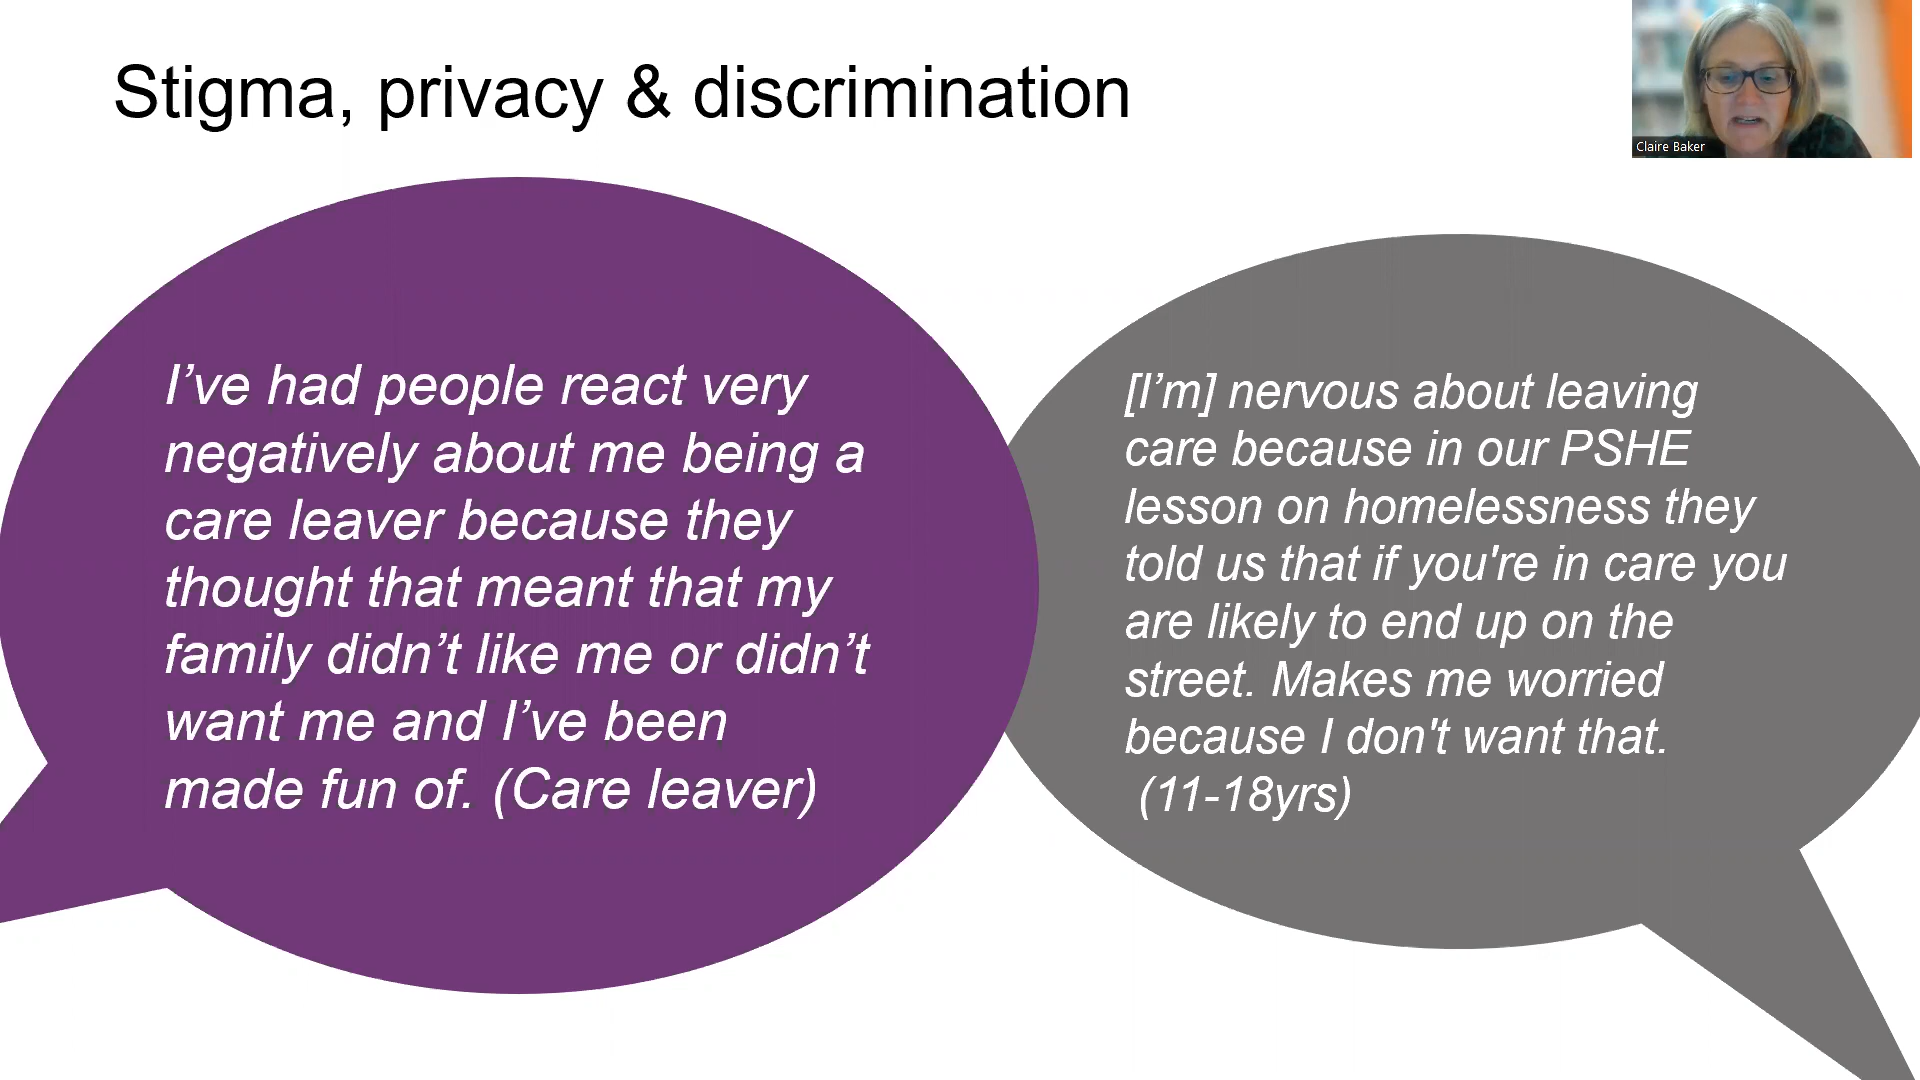 Stigma, privacy & discrimination
Claire Baker
I’ve had people react very
negatively about me being a
care leaver because they
thought that meant that my
family didn’t like me or didn’t
want me and I’ve been
made fun of. (Care leaver)
[I’m] nervous about leaving
care because in our PSHE
lesson on homelessness they
told us that if you're in care you
are likely to end up on the
street. Makes me worried
because I don't want that.
(11-18yrs)